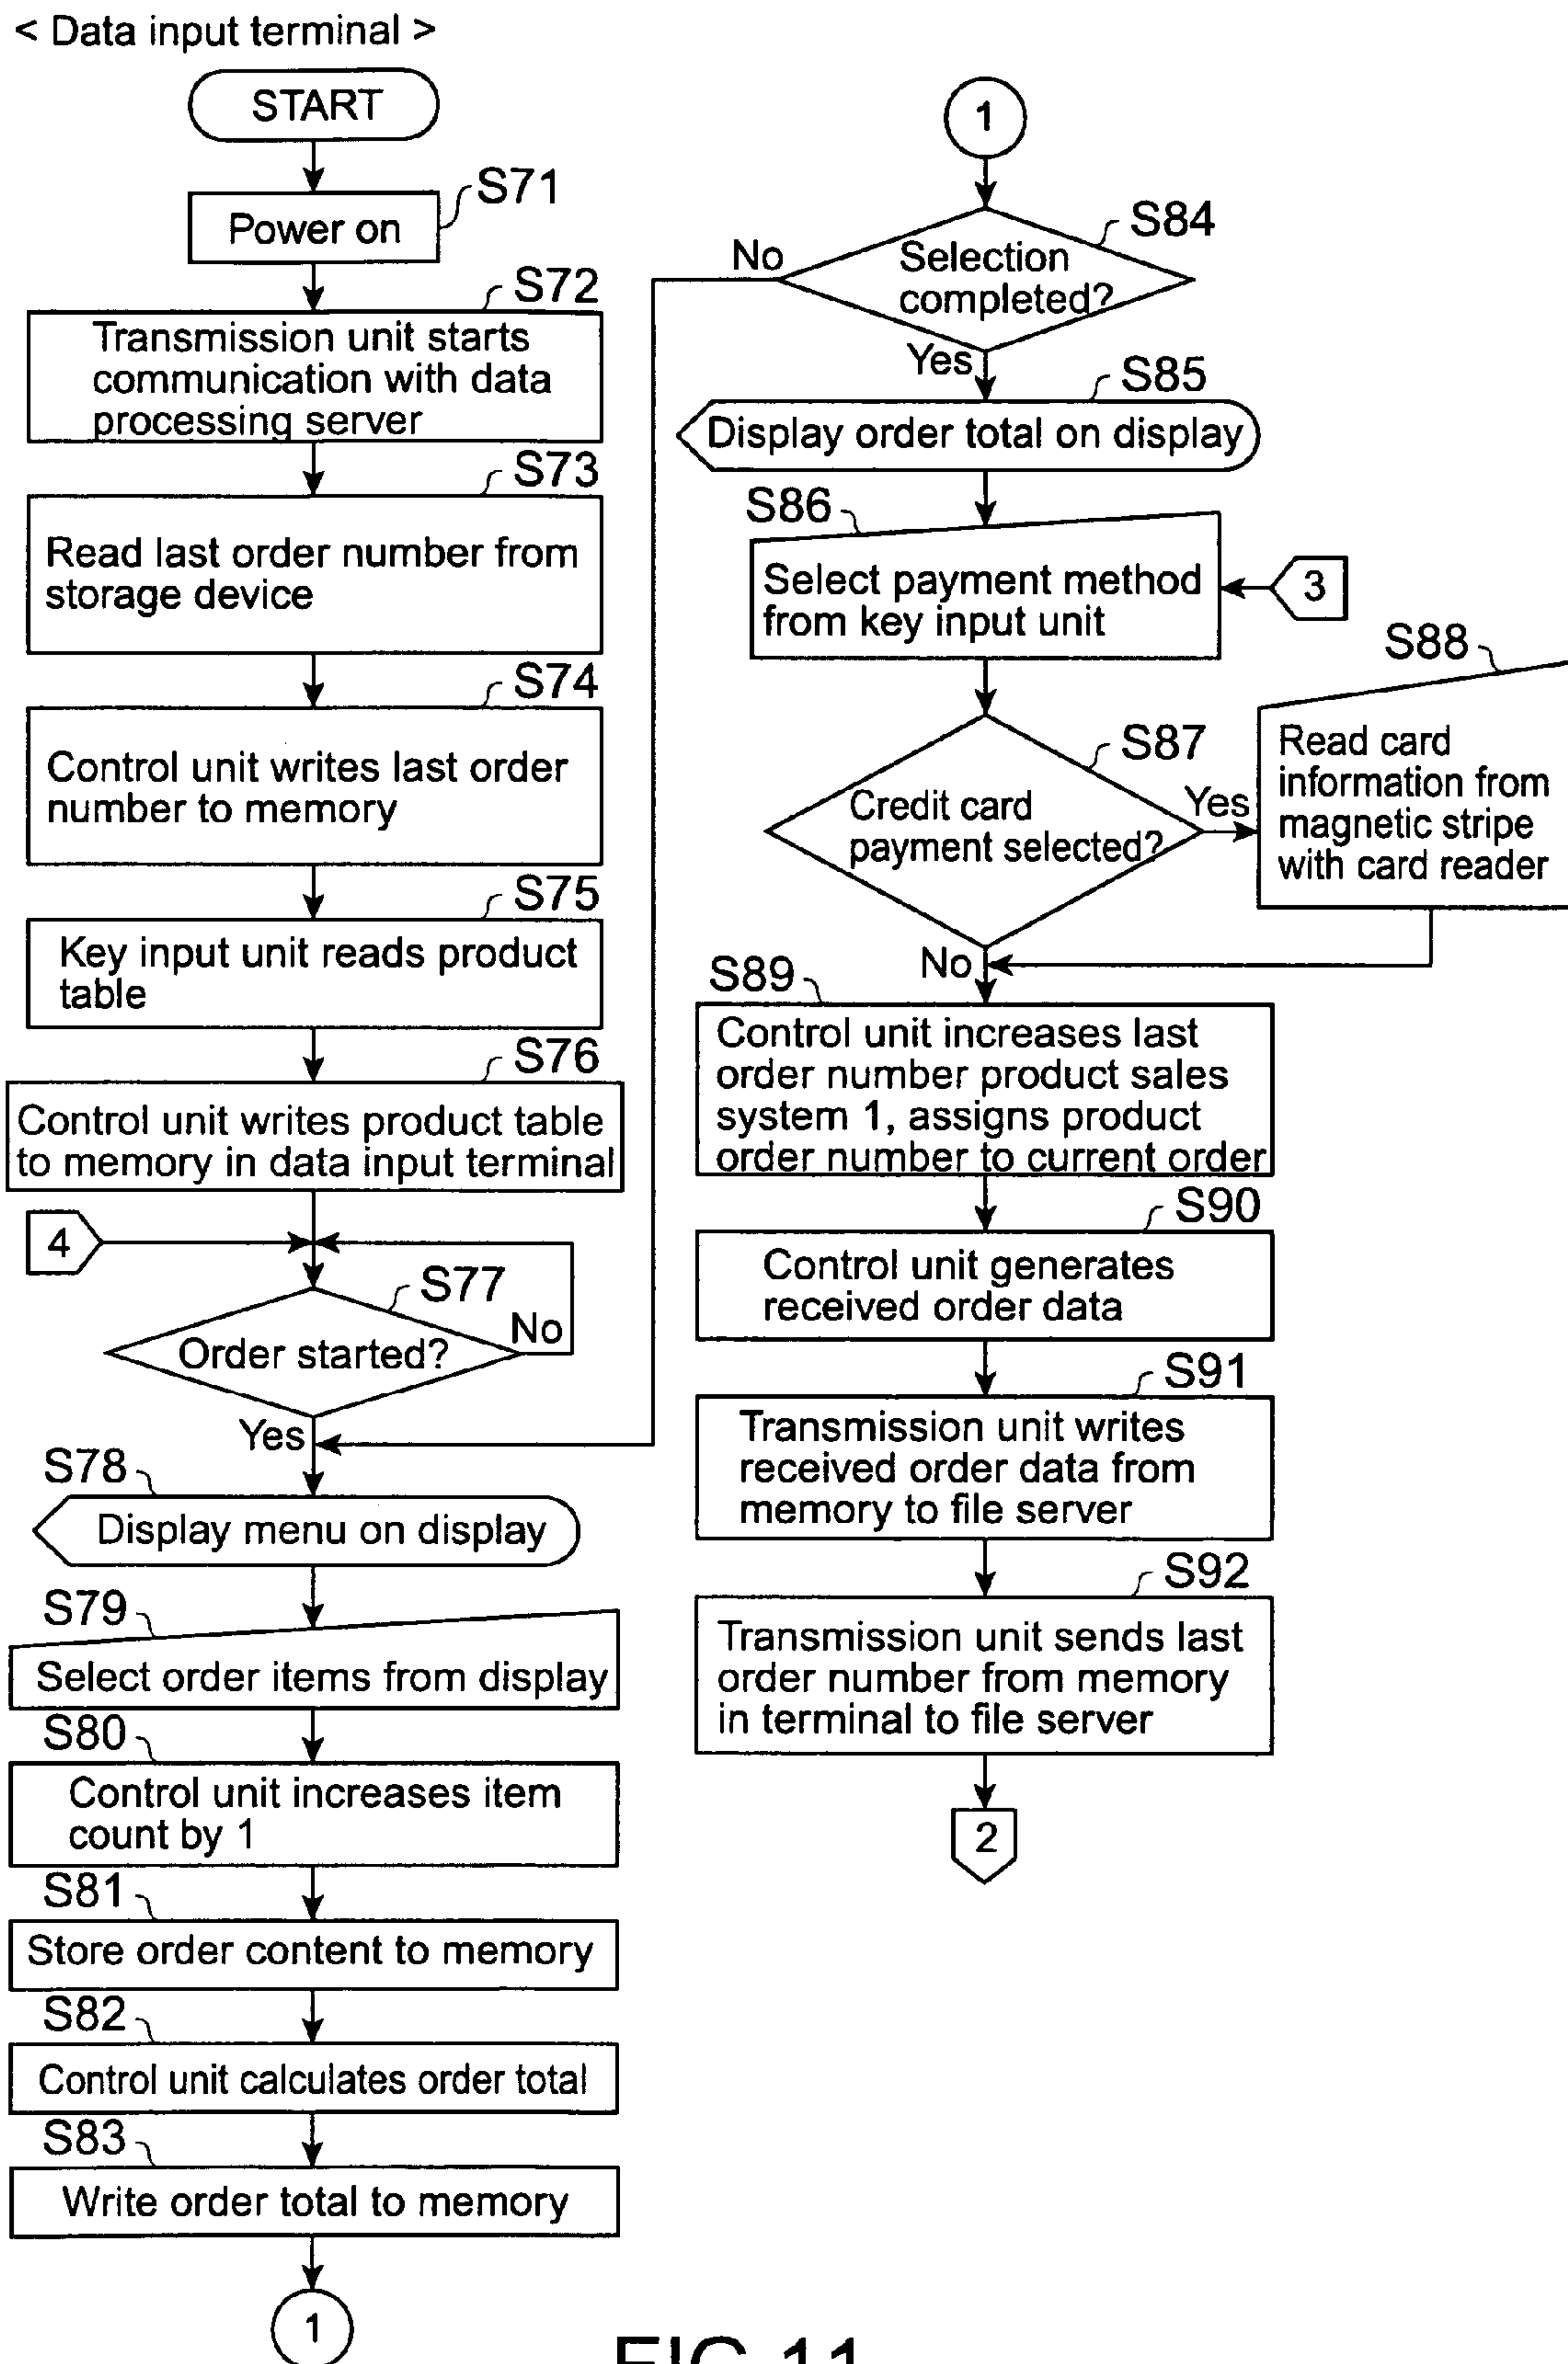 < Data input terminal >
START
S71
Power on
S72
Transmission unit starts
communication with data
processing server
S73
Read last order number from
storage device
S74
Control unit writes last order
number to memory
S75
Key input unit reads product
table
S76
Control unit writes product table
to memory in data input terminal
4
S77
Order started?
No
Yes
S78
Display menu on display
S79
Select order items from display
S80
Control unit increases item
count by 1
S81
Store order content to memory
S82
Control unit calculates order total
S83
Write order total to memory
1
1
S84
Selection
completed?
No
Yes
S85
Display order total on display
S86
Select payment method
from key input unit
3
S87
Credit card
payment selected?
Yes
S88
Read card
information from
magnetic stripe
with card reader
No
S89
Control unit increases last
order number product sales
system 1, assigns product
order number to current order
S90
Control unit generates
received order data
S91
Transmission unit writes
received order data from
memory to file server
S92
Transmission unit sends last
order number from memory
in terminal to file server
2
FIG.11